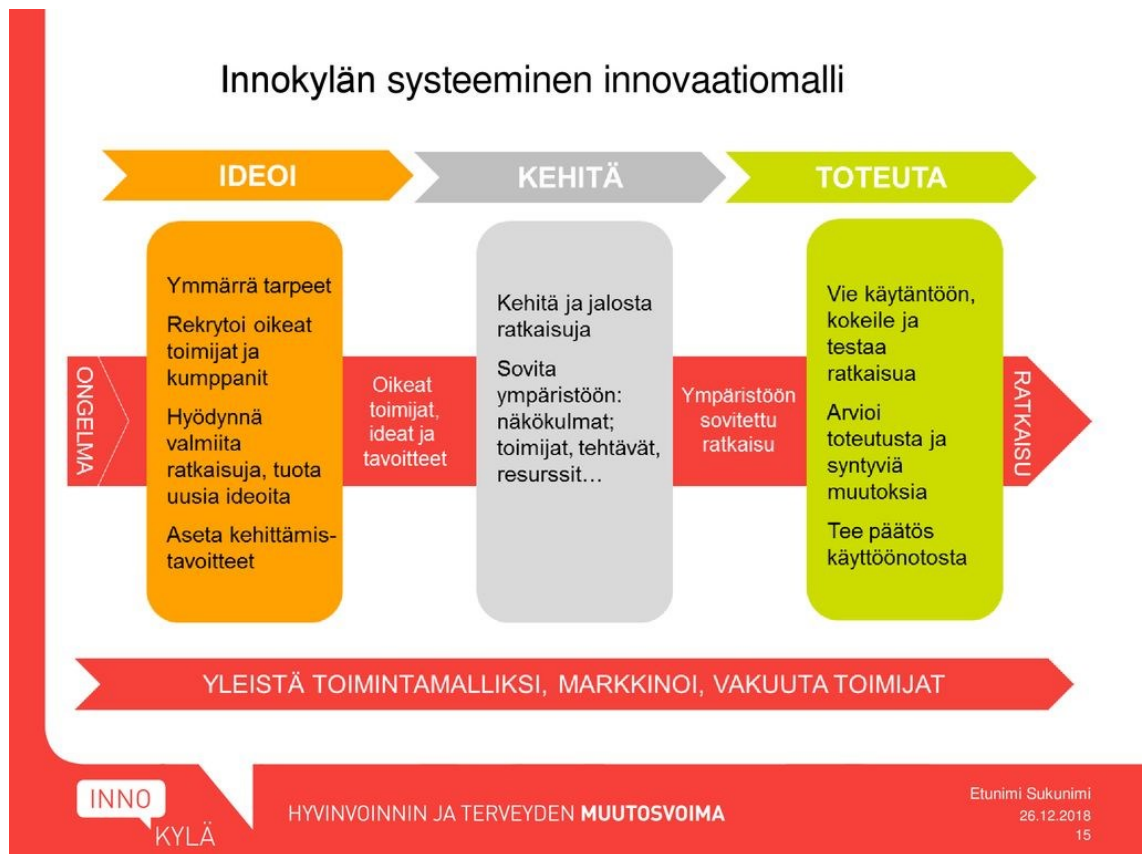 Innokylän systeeminen innovaatiomalli
IDEOI
KEHITÄ
TOTEUTA
ONGELMA
Ymmärrä tarpeet
Rekrytoi oikeat
toimijat ja
kumppanit
Hyödynnä
valmiita
ratkaisuja, tuota
uusia ideoita
Aseta kehittämis-
tavoitteet
Oikeat
toimijat,
ideat ja
tavoitteet
Kehitä ja jalosta
ratkaisuja
Sovita
ympäristöön:
näkökulmat;
toimijat, tehtävät,
resurssit…
Ympäristöön
sovitettu
ratkaisu
Vie käytäntöön,
kokeile ja
testaa
ratkaisua
Arvioi
toteutusta ja
syntyviä
muutoksia
Tee päätös
käyttöönotosta
RATKAISU
YLEISTÄ TOIMINTAMALLIKSI, MARKKINOI, VAKUUTA TOIMIJAT
INNO
KYLÄ
HYVINVOINNIN JA TERVEYDEN MUUTOSVOIMA
Etunimi Sukunimi
26.12.2018
15